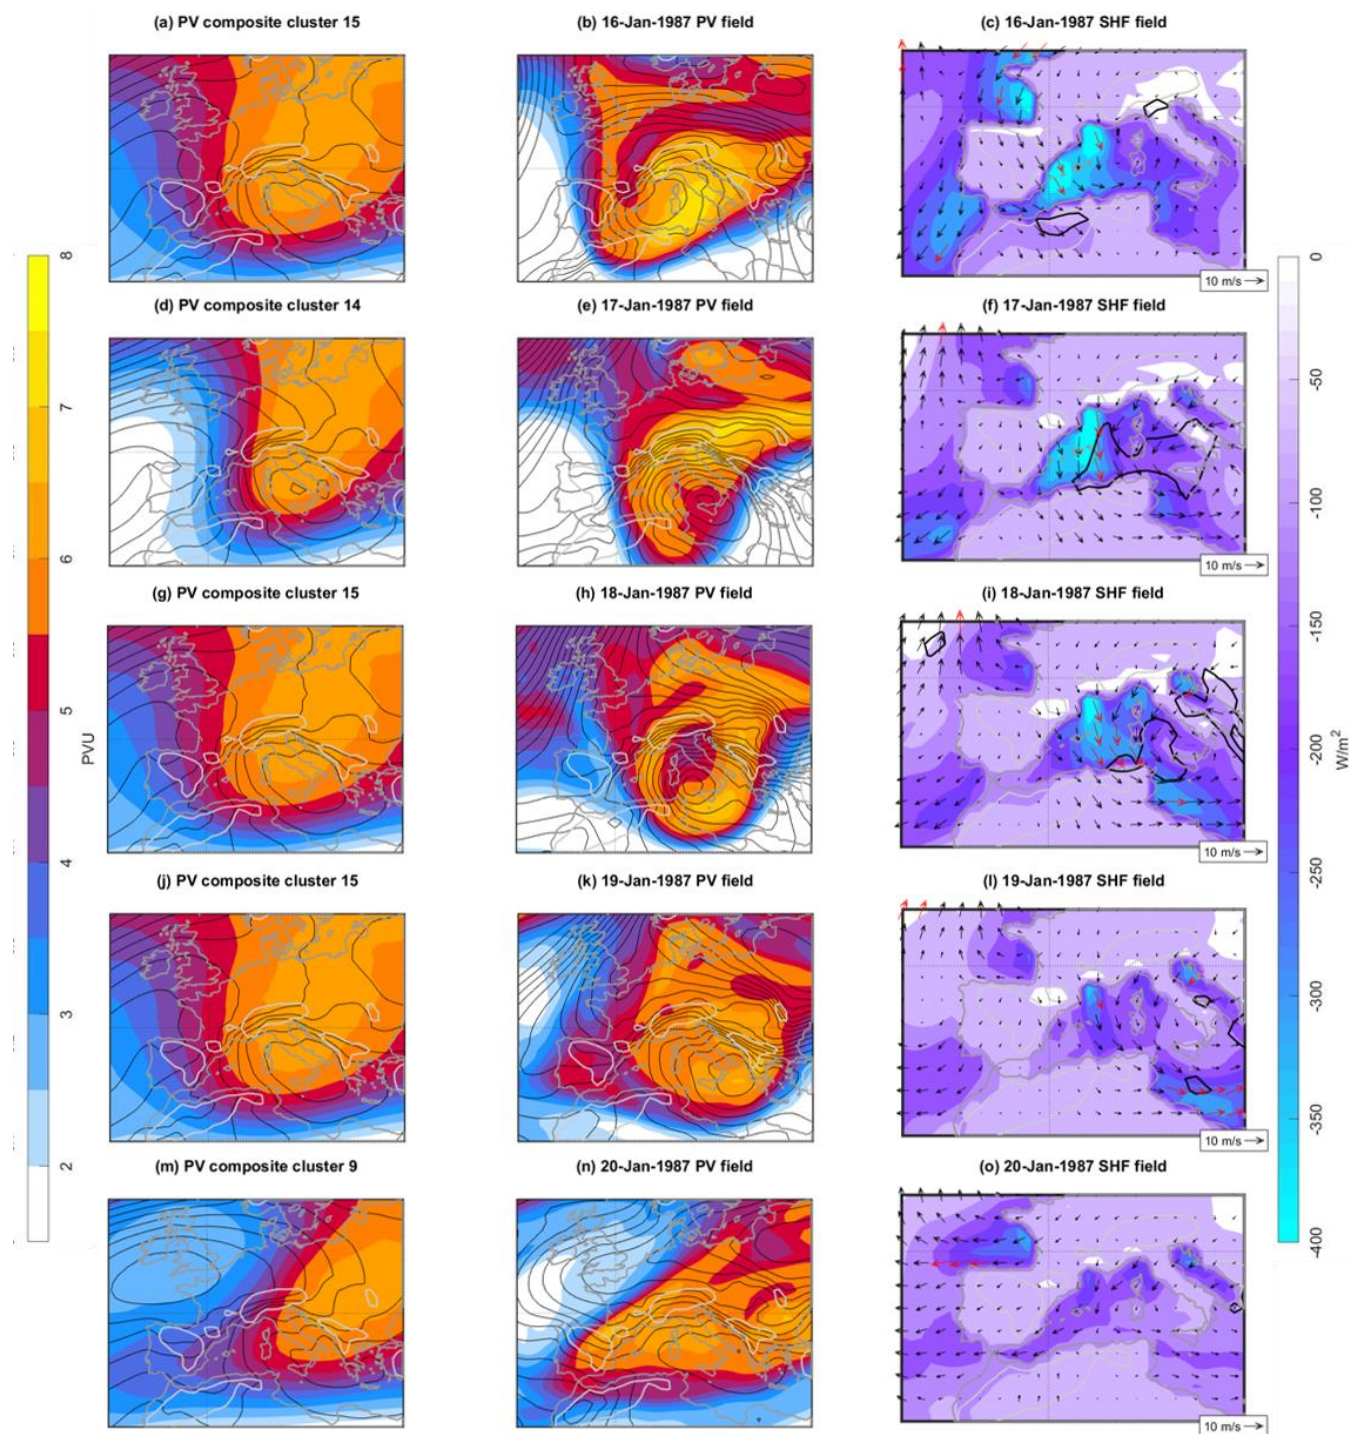 (a) PV composite cluster 15
(b) 16-Jan-1987 PV field
(c) 16-Jan-1987 SHF field
10 m/s
(d) PV composite cluster 14
(e) 17-Jan-1987 PV field
(f) 17-Jan-1987 SHF field
10 m/s
(g) PV composite cluster 15
(h) 18-Jan-1987 PV field
(i) 18-Jan-1987 SHF field
10 m/s
(j) PV composite cluster 15
(k) 19-Jan-1987 PV field
(l) 19-Jan-1987 SHF field
10 m/s
(m) PV composite cluster 9
(n) 20-Jan-1987 PV field
(o) 20-Jan-1987 SHF field
10 m/s
8
7
6
5
4
3
2
PVU
0
-50
-100
-150
-200
-250
-300
-350
-400
W/m²